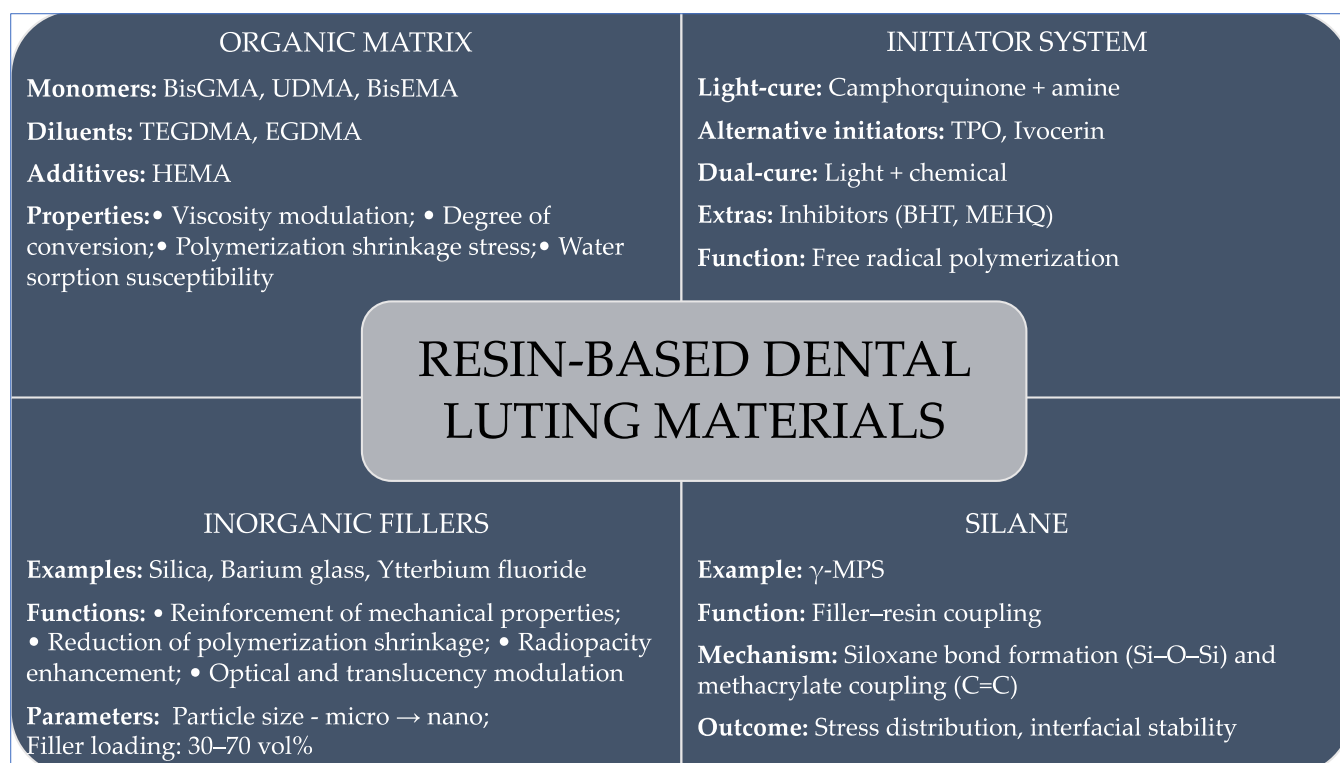 ORGANIC MATRIX
Monomers: BisGMA, UDMA, BisEMA
Diluents: TEGDMA, EGDMA
Additives: HEMA
Properties:• Viscosity modulation; • Degree of
conversion;• Polymerization shrinkage stress;• Water
sorption susceptibility
INITIATOR SYSTEM
Light-cure: Camphorquinone + amine
Alternative initiators: TPO, Ivocerin
Dual-cure: Light + chemical
Extras: Inhibitors (BHT, MEHQ)
Function: Free radical polymerization
RESIN-BASED DENTAL
LUTING MATERIALS
INORGANIC FILLERS
Examples: Silica, Barium glass, Ytterbium fluoride
Functions: • Reinforcement of mechanical properties;
• Reduction of polymerization shrinkage; • Radiopacity
enhancement; • Optical and translucency modulation
Parameters: Particle size - micro → nano;
Filler loading: 30–70 vol%
SILANE
Example: γ-MPS
Function: Filler–resin coupling
Mechanism: Siloxane bond formation (Si–O–Si) and
methacrylate coupling (C=C)
Outcome: Stress distribution, interfacial stability